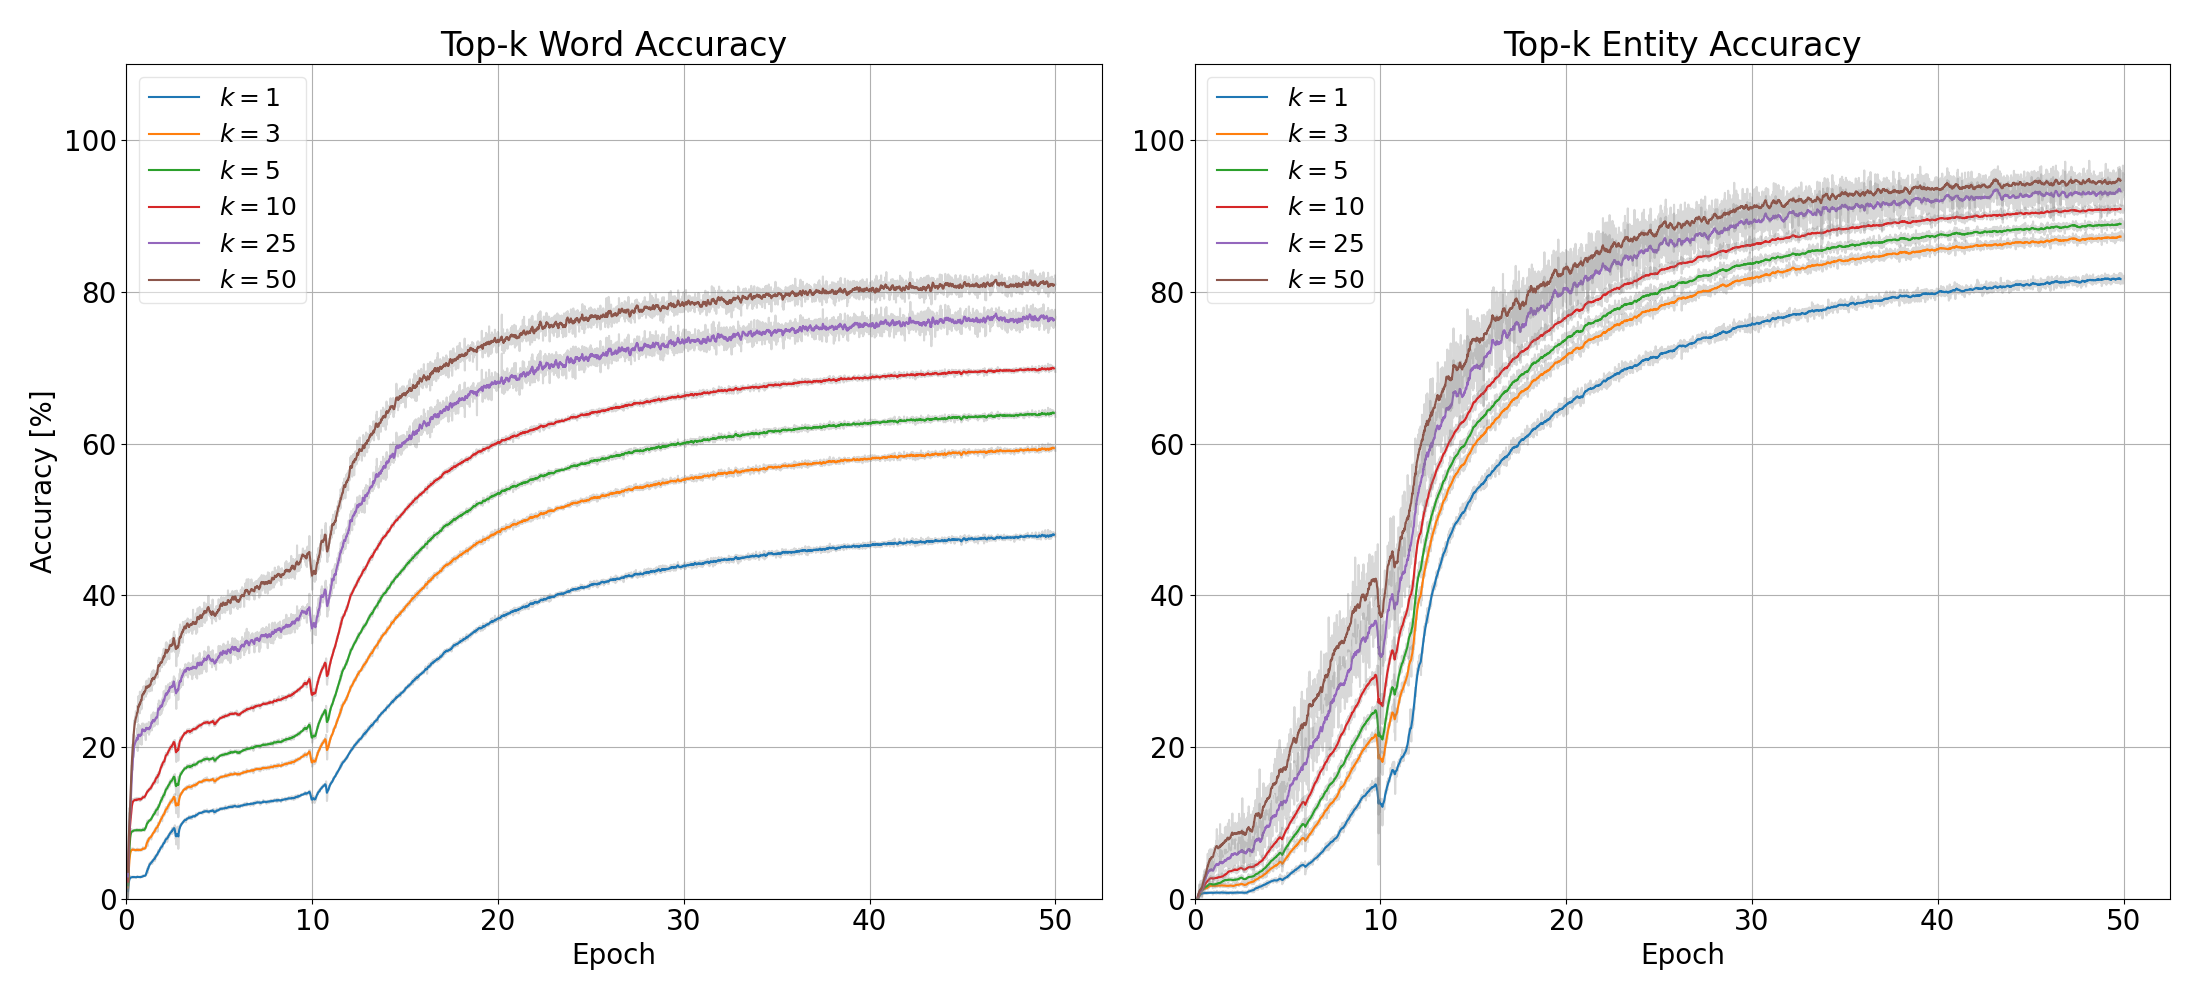 Top-k Word Accuracy
k = 1
k = 3
k = 5
k = 10
k = 25
k = 50
100
80
60
40
20
0
Accuracy [%]
0 10 20 30 40 50
Epoch
Top-k Entity Accuracy
k = 1
k = 3
k = 5
k = 10
k = 25
k = 50
100
80
60
40
20
0
0 10 20 30 40 50
Epoch